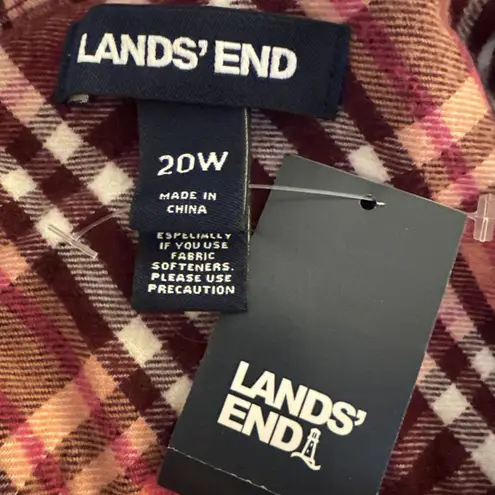 LANDS' END
20W
MADE IN
CHINA
ESPECIALLY
IF YOU USE
FABRIC
SOFTENERS.
PLEASE USE
PRECAUTION
LANDS'
END